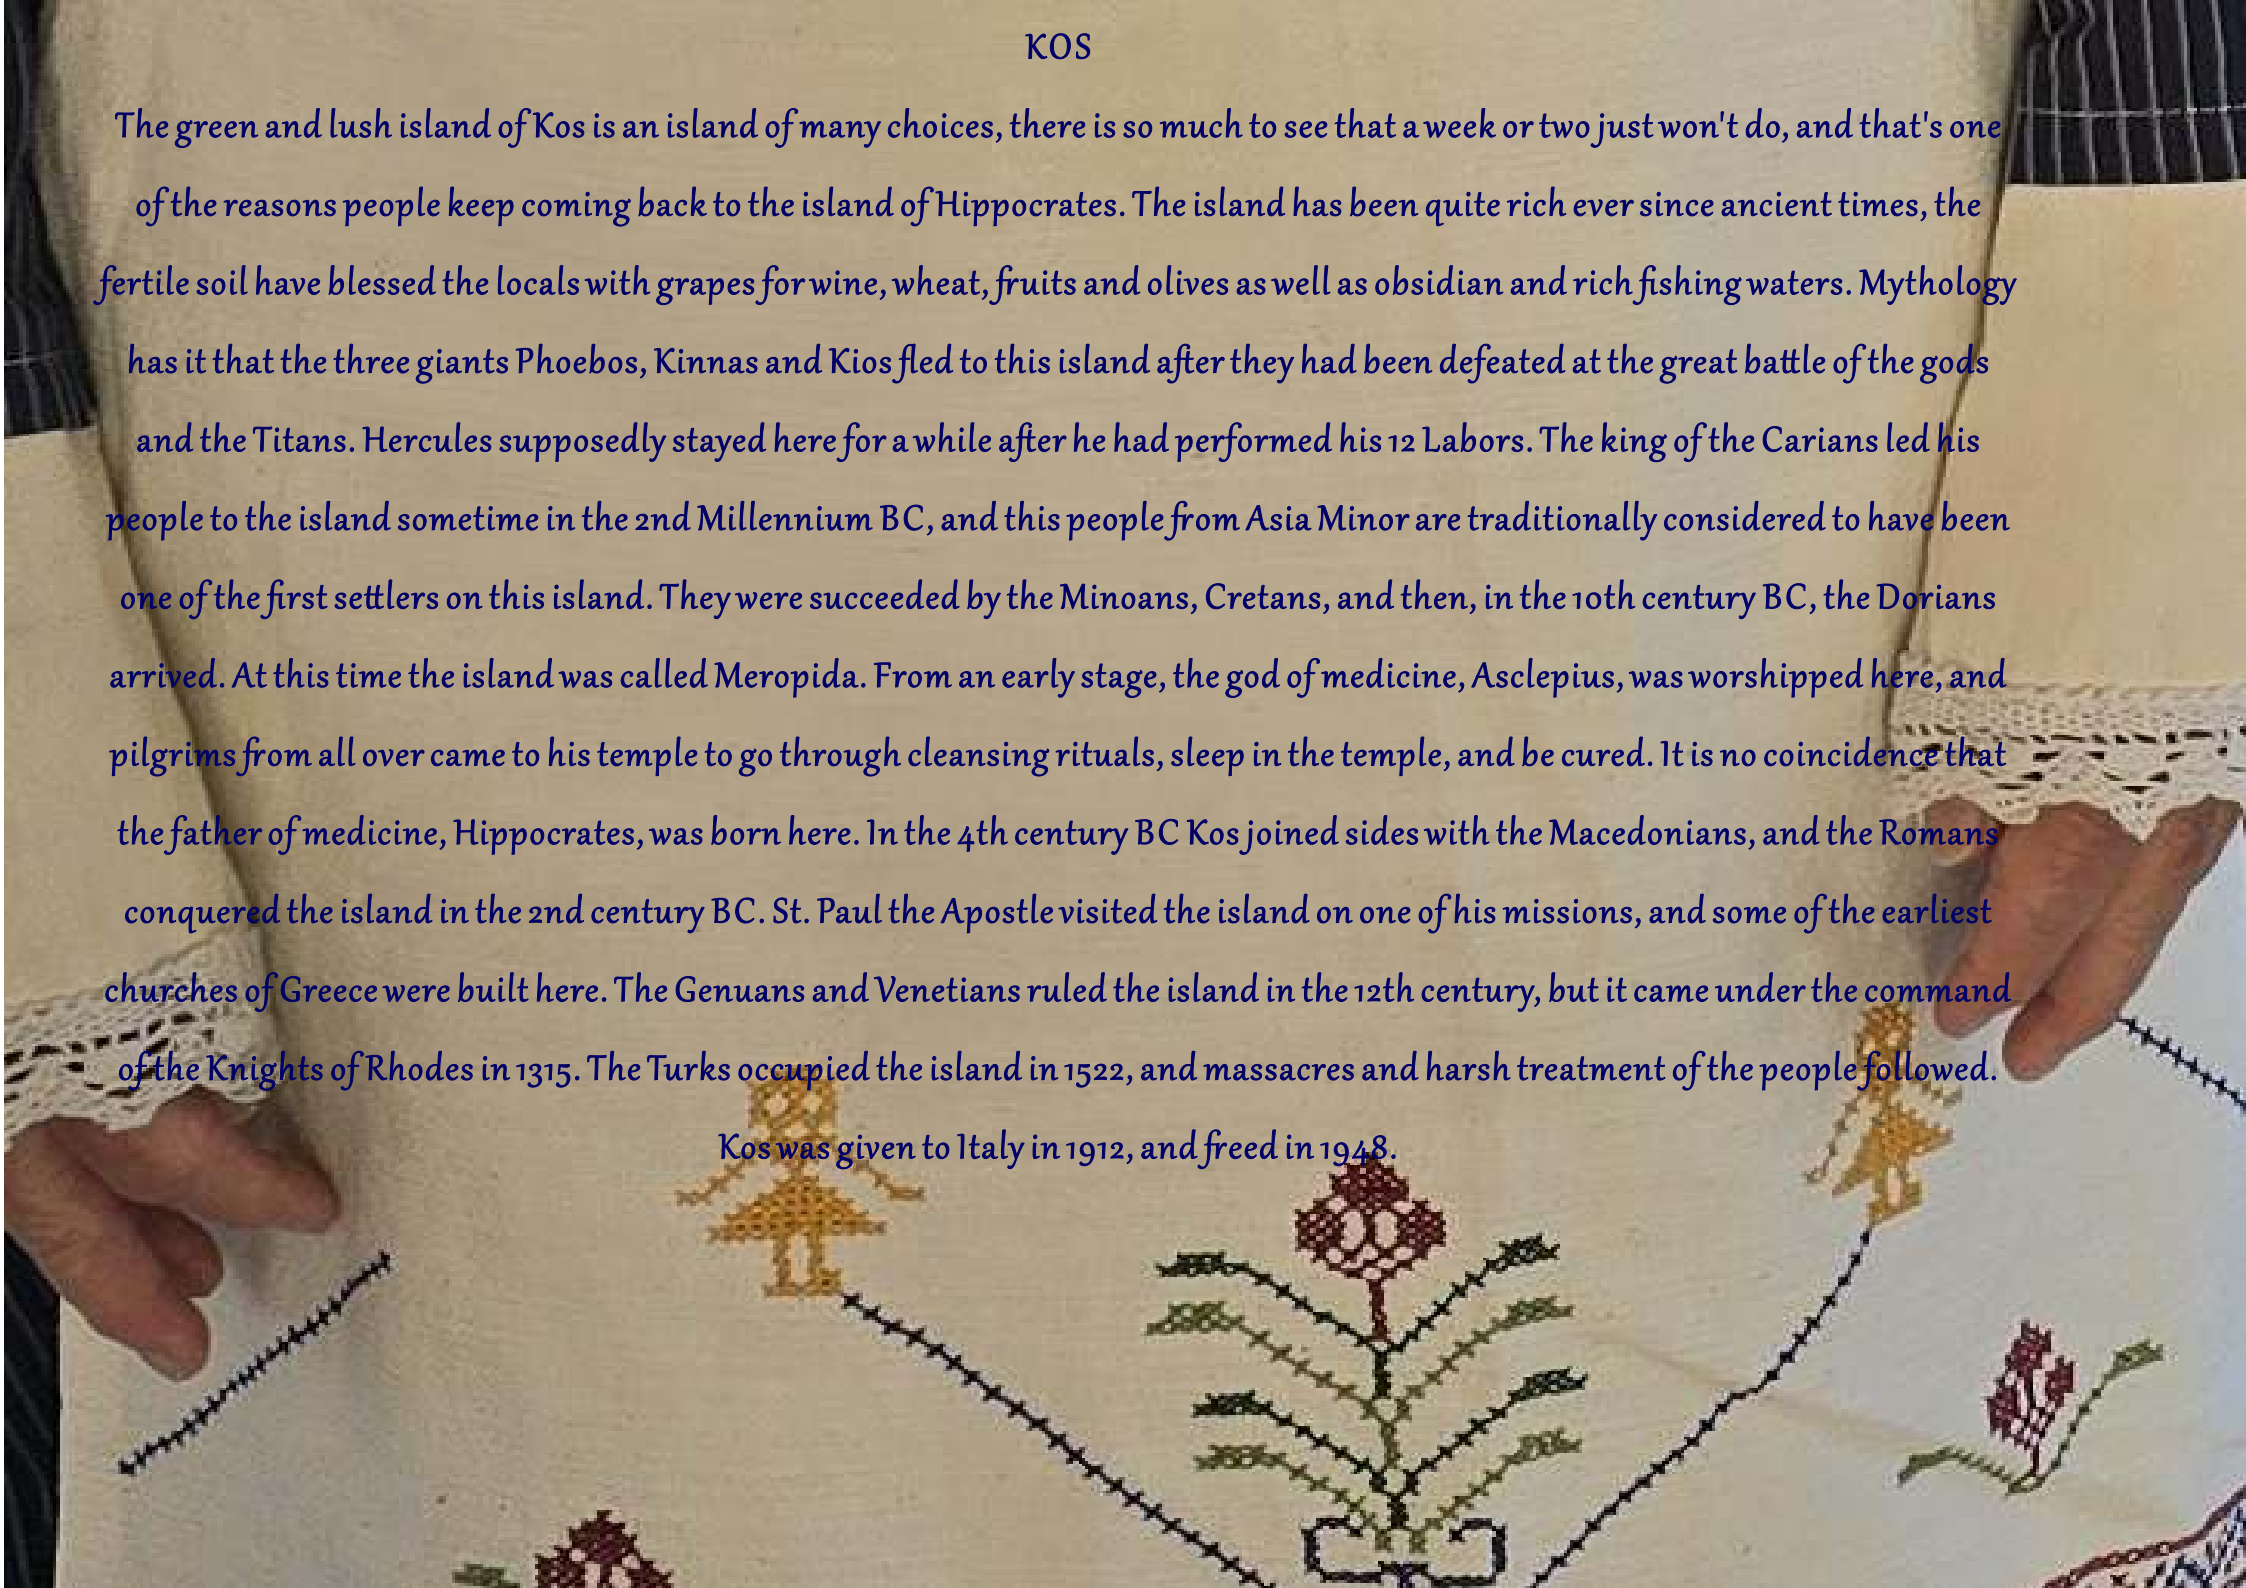 KOS
The green and lush island of Kos is an island of many choices, there is so much to see that a week or two just won't do, and that's one
of the reasons people keep coming back to the island of Hippocrates. The island has been quite rich ever since ancient times, the
fertile soil have blessed the locals with grapes for wine, wheat, fruits and olives as well as obsidian and rich fishing waters. Mythology
has it that the three giants Phoebos, Kinnas and Kios fled to this island after they had been defeated at the great battle of the gods
and the Titans. Hercules supposedly stayed here for a while after he had performed his 12 Labors. The king of the Carians led his
people to the island sometime in the 2nd Millennium BC, and this people from Asia Minor are traditionally considered to have been
one of the first settlers on this island. They were succeeded by the Minoans, Cretans, and then, in the 10th century BC, the Dorians
arrived. At this time the island was called Meropida. From an early stage, the god of medicine, Asclepius, was worshipped here, and
pilgrims from all over came to his temple to go through cleansing rituals, sleep in the temple, and be cured. It is no coincidence that
the father of medicine, Hippocrates, was born here. In the 4th century BC Kos joined sides with the Macedonians, and the Romans
conquered the island in the 2nd century BC. St. Paul the Apostle visited the island on one of his missions, and some of the earliest
churches of Greece were built here. The Genuans and Venetians ruled the island in the 12th century, but it came under the command
of the Knights of Rhodes in 1315. The Turks occupied the island in 1522, and massacres and harsh treatment of the people followed.
Kos was given to Italy in 1912, and freed in 1948.